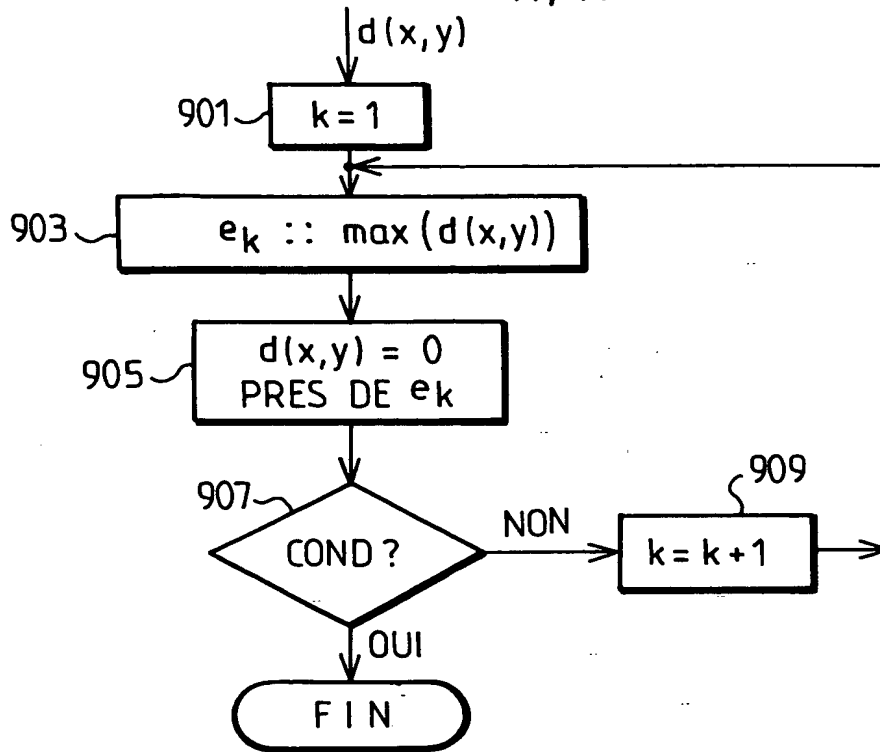 d(x,y)
901
k = 1
903
e_k :: max (d(x,y))
905
d(x,y) = 0
PRES DE e_k
907
COND ?
NON
909
k = k + 1
OUI
FIN